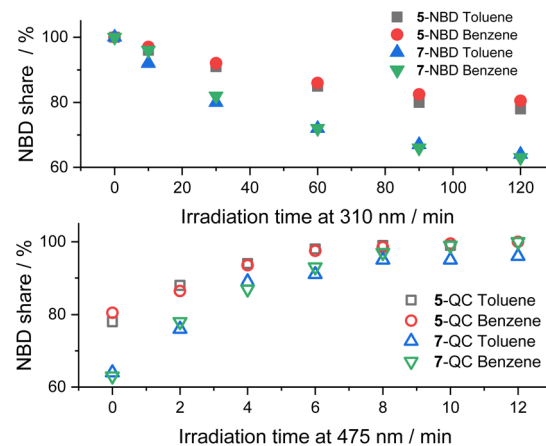 NBD share / %
100
80
60
5-NBD Toluene
5-NBD Benzene
7-NBD Toluene
7-NBD Benzene
0 20 40 60 80 100 120
Irradiation time at 310 nm / min
NBD share / %
100
80
60
5-QC Toluene
5-QC Benzene
7-QC Toluene
7-QC Benzene
0 2 4 6 8 10 12
Irradiation time at 475 nm / min